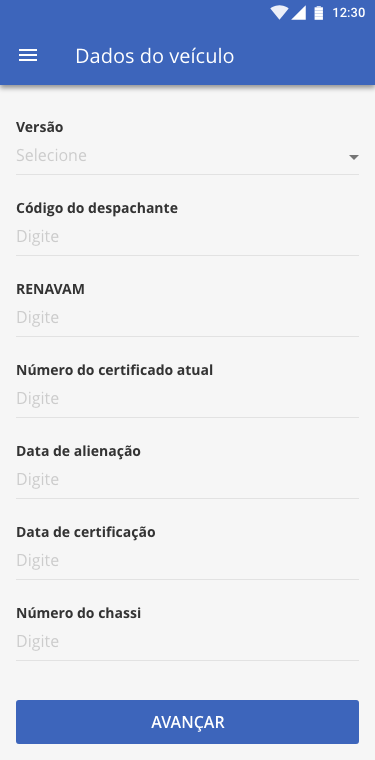 12:30
Dados do veículo
Versão
Selecione
Código do despachante
Digite
RENAVAM
Digite
Número do certificado atual
Digite
Data de alienação
Digite
Data de certificação
Digite
Número do chassi
Digite
AVANÇAR